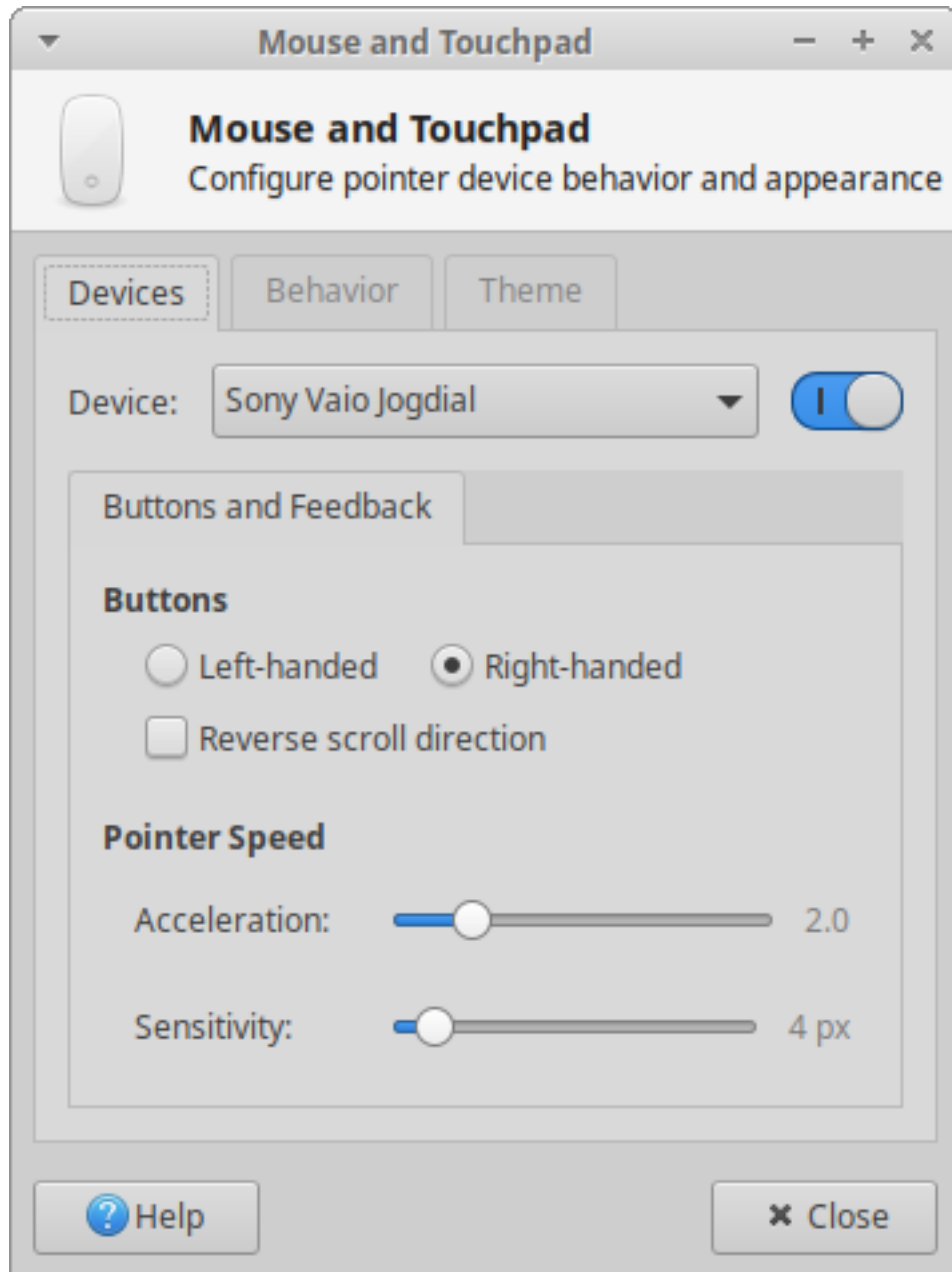 Mouse and Touchpad
Mouse and Touchpad
Configure pointer device behavior and appearance
Devices Behavior Theme
Device: Sony Vaio Jogdial
Buttons and Feedback
Buttons
Left-handed Right-handed
Reverse scroll direction
Pointer Speed
Acceleration: 2.0
Sensitivity: 4 px
Help Close